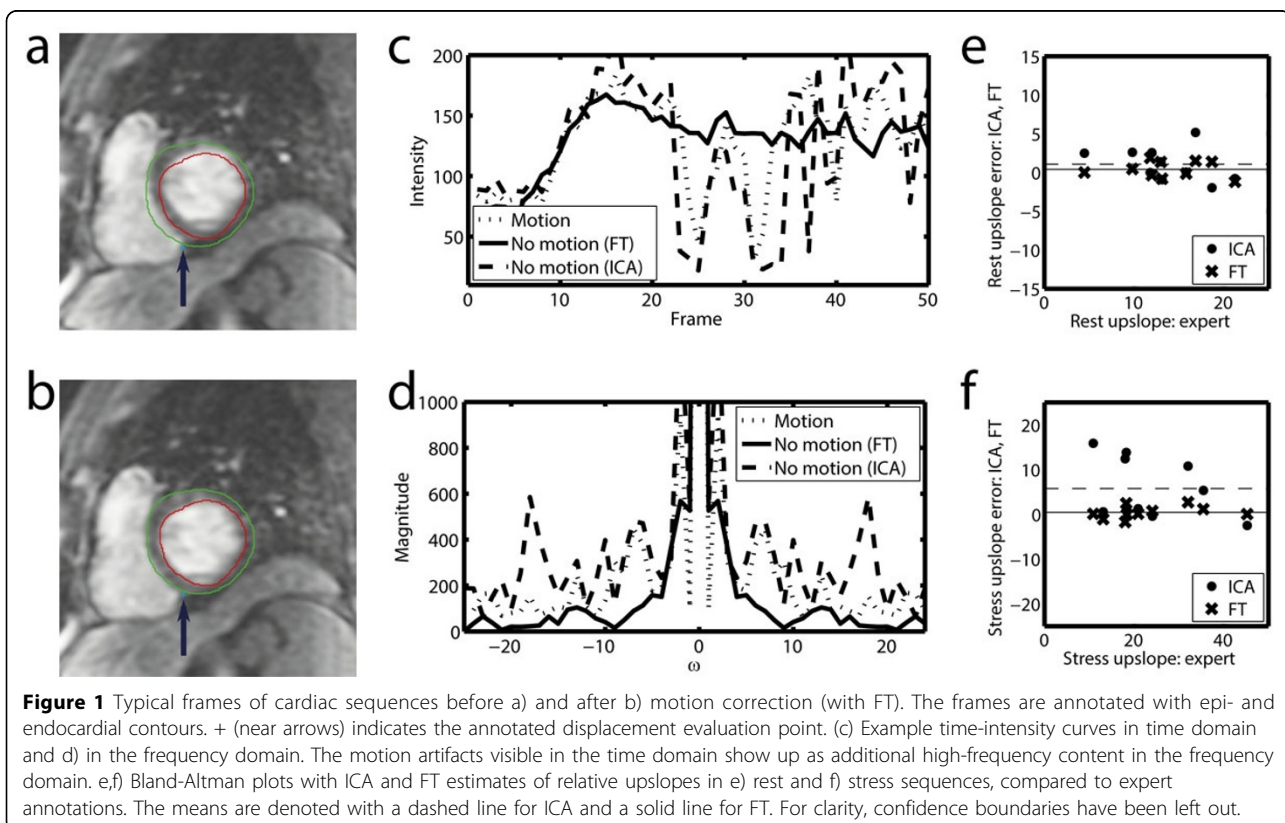 a
b
c
200
150
100
50
Intensity
Motion
No motion (FT)
No motion (ICA)
0 10 20 30 40 50
Frame
d
1000
800
600
400
200
0
Magnitude
Motion
No motion (FT)
No motion (ICA)
−20 −10 0 10 20
ω
e
15
10
5
0
−5
−10
−15
Rest upslope error: ICA, FT
ICA
FT
0 10 20
Rest upslope: expert
f
20
10
0
−10
−20
Stress upslope error: ICA, FT
ICA
FT
0 20 40
Stress upslope: expert
Figure 1 Typical frames of cardiac sequences before a) and after b) motion correction (with FT). The frames are annotated with epi- and
endocardial contours. + (near arrows) indicates the annotated displacement evaluation point. (c) Example time-intensity curves in time domain
and d) in the frequency domain. The motion artifacts visible in the time domain show up as additional high-frequency content in the frequency
domain. e,f) Bland-Altman plots with ICA and FT estimates of relative upslopes in e) rest and f) stress sequences, compared to expert
annotations. The means are denoted with a dashed line for ICA and a solid line for FT. For clarity, confidence boundaries have been left out.